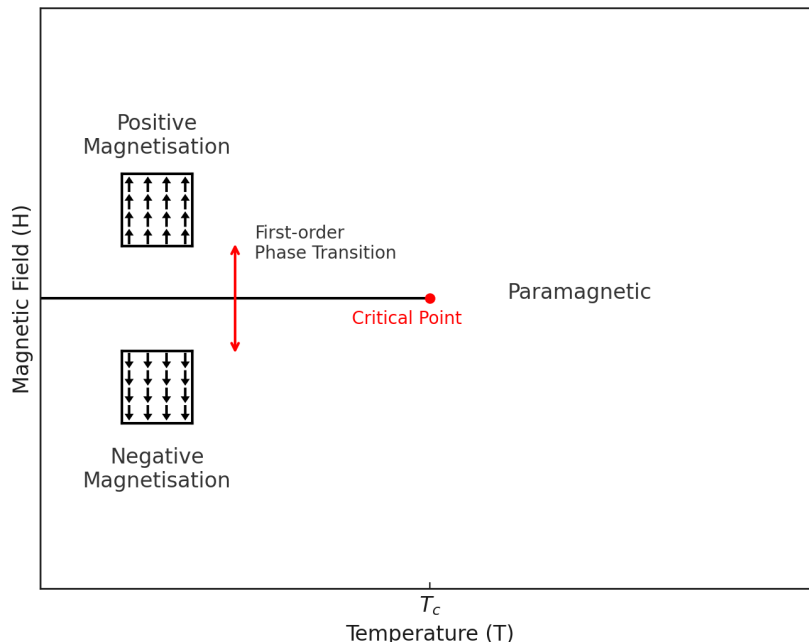 Positive
Magnetisation
First-order
Phase Transition
Magnetic Field (H)
Paramagnetic
Critical Point
Negative
Magnetisation
T_c
Temperature (T)